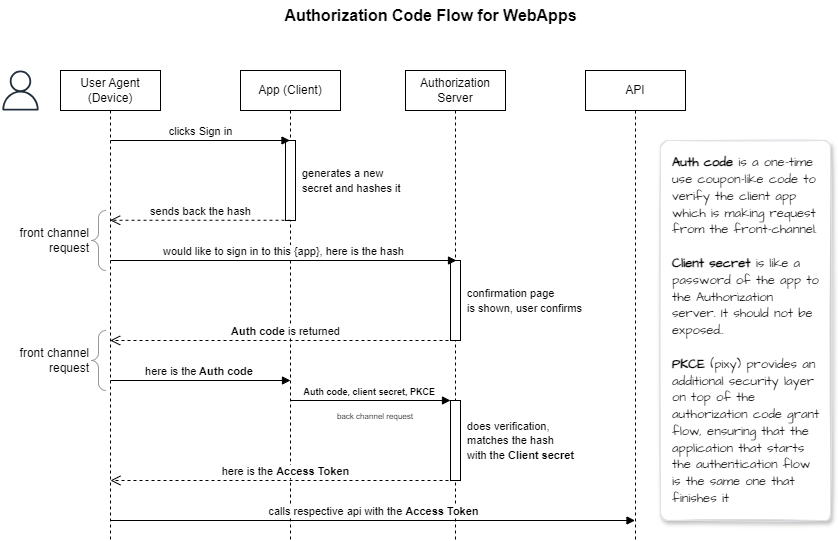 Authorization Code Flow for WebApps
User Agent
(Device)
App (Client)
Authorization
Server
API
clicks Sign in
generates a new
secret and hashes it
sends back the hash
front channel
request
would like to sign in to this {app}, here is the hash
confirmation page
is shown, user confirms
Auth code is returned
front channel
request
here is the Auth code
Auth code, client secret, PKCE
back channel request
does verification,
matches the hash
with the Client secret
here is the Access Token
calls respective api with the Access Token
Auth code is a one-time
use coupon-like code to
verify the client app
which is making request
from the front-channel.
Client secret is like a
password of the app to
the Authorization
server. It should not be
exposed.
PKCE (pixy) provides an
additional security layer
on top of the
authorization code grant
flow, ensuring that the
application that starts
the authentication flow
is the same one that
finishes it